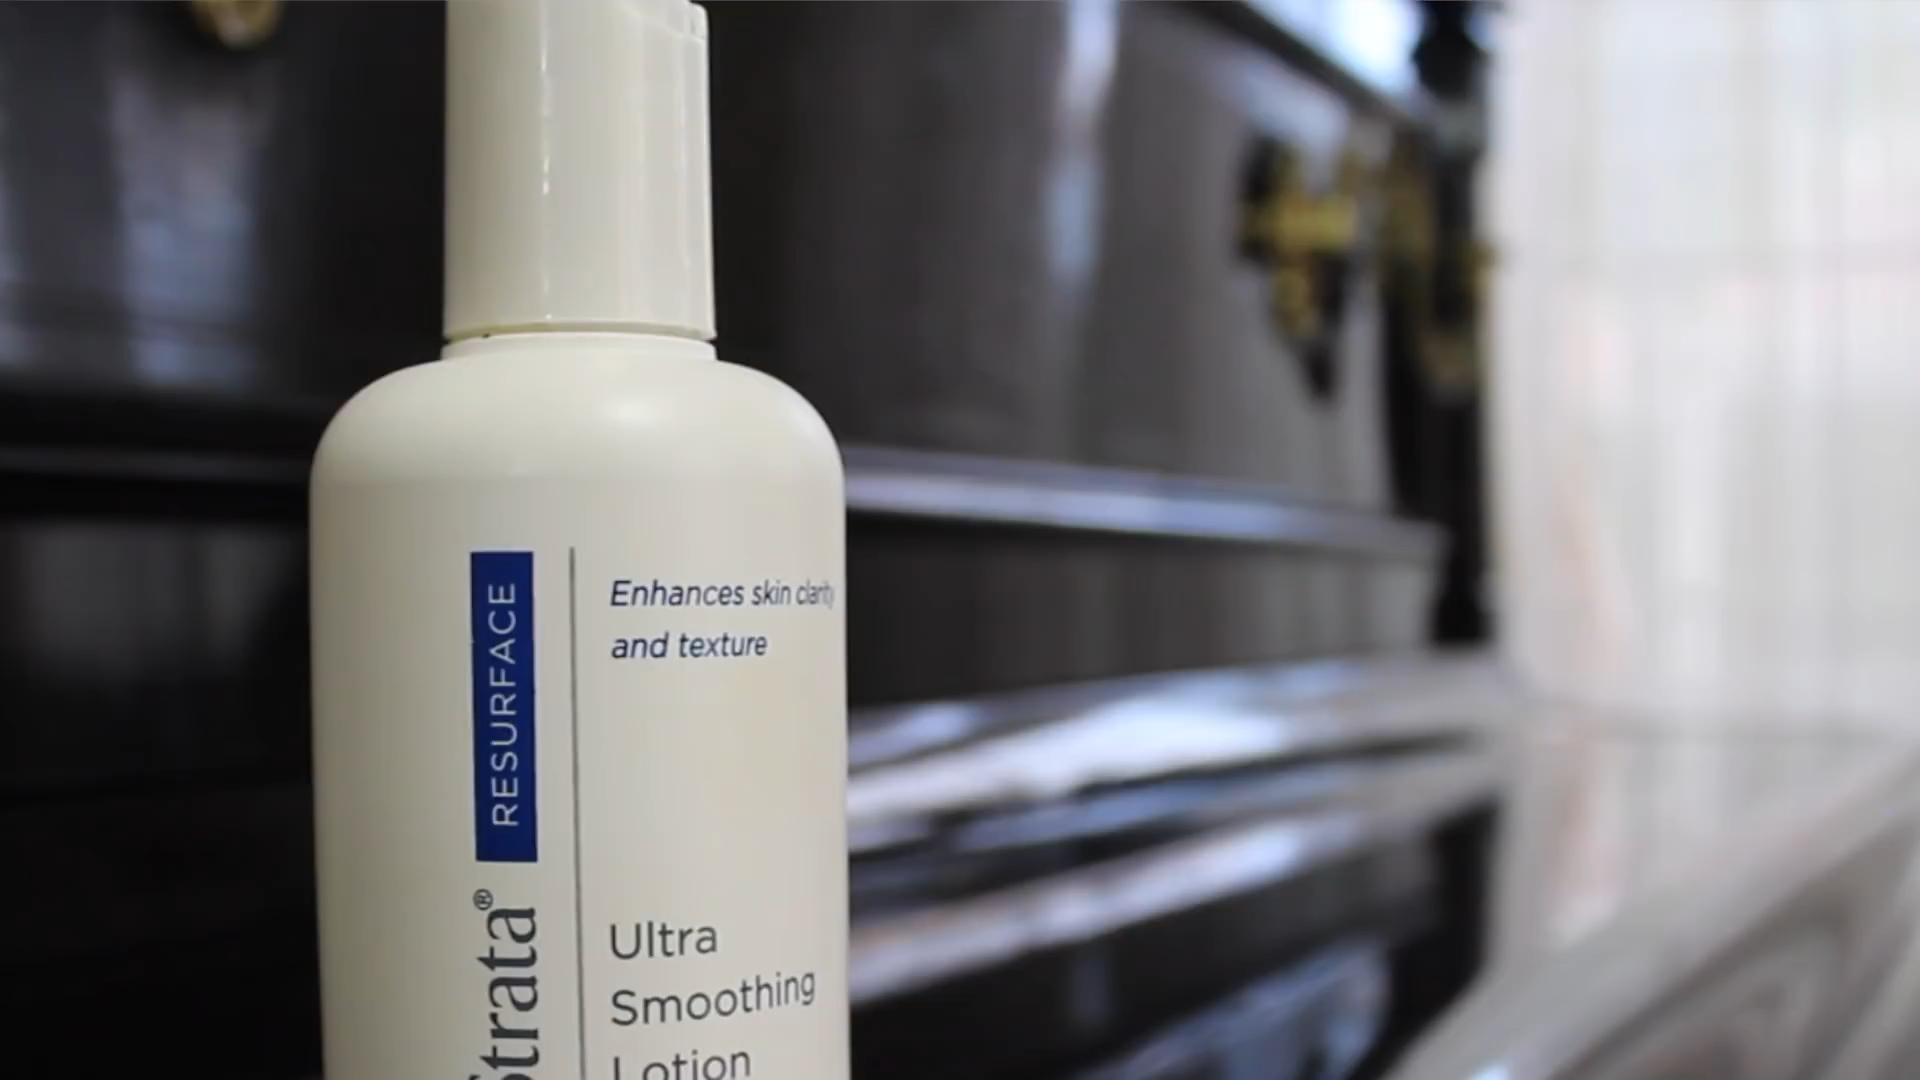 RESURFACE
Strata®
Enhances skin clarity
and texture
Ultra
Smoothing
Lotion